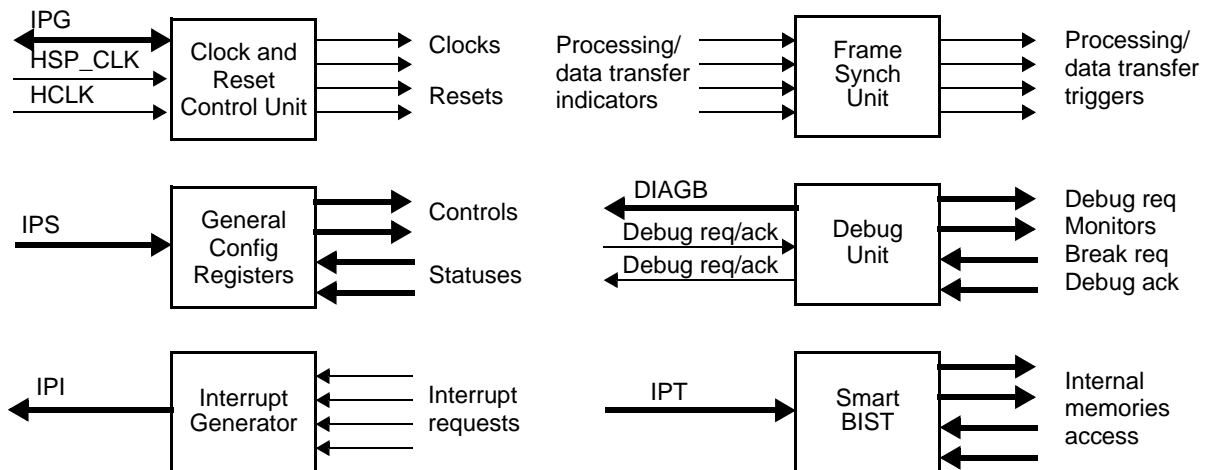 IPG
HSP_CLK
HCLK
Clock and
Reset
Control Unit
Clocks
Resets
Processing/
data transfer
indicators
Frame
Synch
Unit
Processing/
data transfer
triggers
IPS
General
Config
Registers
Controls
Statuses
DIAGB
Debug req/ack
Debug req/ack
Debug
Unit
Debug req
Monitors
Break req
Debug ack
IPI
Interrupt
Generator
Interrupt
requests
IPT
Smart
BIST
Internal
memories
access